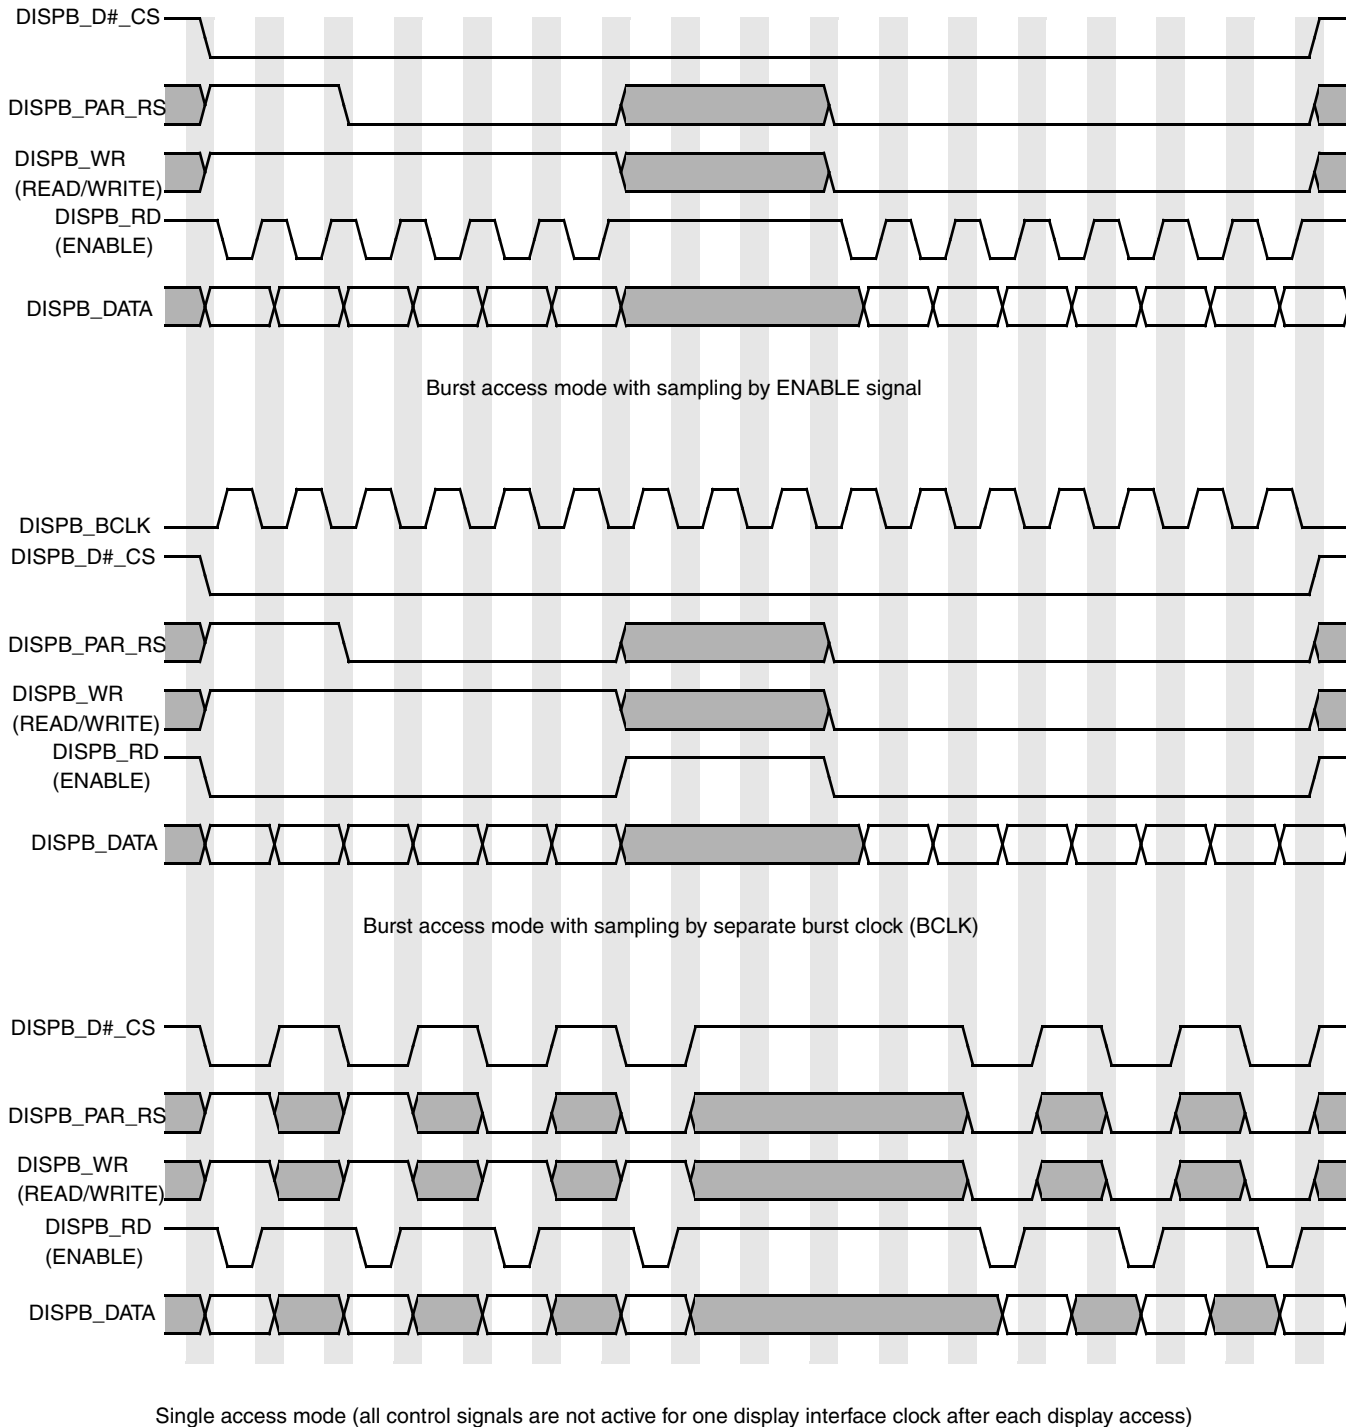 DISPB_D#_CS
DISPB_PAR_RS
DISPB_WR
(READ/WRITE)
DISPB_RD
(ENABLE)
DISPB_DATA
Burst access mode with sampling by ENABLE signal
DISPB_BCLK
DISPB_D#_CS
DISPB_PAR_RS
DISPB_WR
(READ/WRITE)
DISPB_RD
(ENABLE)
DISPB_DATA
Burst access mode with sampling by separate burst clock (BCLK)
DISPB_D#_CS
DISPB_PAR_RS
DISPB_WR
(READ/WRITE)
DISPB_RD
(ENABLE)
DISPB_DATA
Single access mode (all control signals are not active for one display interface clock after each display access)